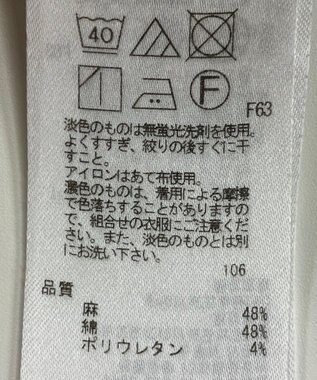 40
F
F63
淡色のものは無蛍光洗剤を使用。
よくすすぎ、絞りの後すぐに干
すこと。
アイロンはあて布使用。
濃色のものは、着用による摩擦
で色落ちすることがありますの
で、組合せの衣服にご注意くださ
い。また、淡色のものとは別
にお洗い下さい。
106
品質
麻 48%
綿 48%
ポリウレタン 4%